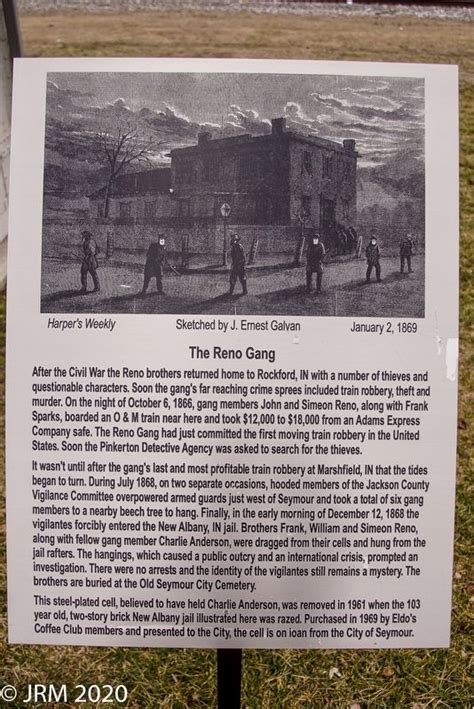 Harper's Weekly Sketched by J. Ernest Galvan January 2, 1869
The Reno Gang
After the Civil War the Reno brothers returned home to Rockford, IN with a number of thieves and
questionable characters. Soon the gang's far reaching crime sprees included train robbery, theft and
murder. On the night of October 6, 1866, gang members John and Simeon Reno, along with Frank
Sparks, boarded an O & M train near here and took $12,000 to $18,000 from an Adams Express
Company safe. The Reno Gang had just committed the first moving train robbery in the United
States. Soon the Pinkerton Detective Agency was asked to search for the thieves.
It wasn't until after the gang's last and most profitable train robbery at Marshfield, IN that the tides
began to turn. During July 1868, on two separate occasions, hooded members of the Jackson County
Vigilance Committee overpowered armed guards just west of Seymour and took a total of six gang
members to a nearby beech tree to hang. Finally, in the early morning of December 12, 1868 the
vigilantes forcibly entered the New Albany, IN jail. Brothers Frank, William and Simeon Reno,
along with fellow gang member Charlie Anderson, were dragged from their cells and hung from the
jail rafters. The hangings, which caused a public outcry and an international crisis, prompted an
investigation. There were no arrests and the identity of the vigilantes still remains a mystery. The
brothers are buried at the Old Seymour City Cemetery.
This steel-plated cell, believed to have held Charlie Anderson, was removed in 1961 when the 103
year old, two-story brick New Albany jail illustrated here was razed. Purchased in 1969 by Eldo's
Coffee Club members and presented to the City, the cell is on loan from the City of Seymour.
© JRM 2020